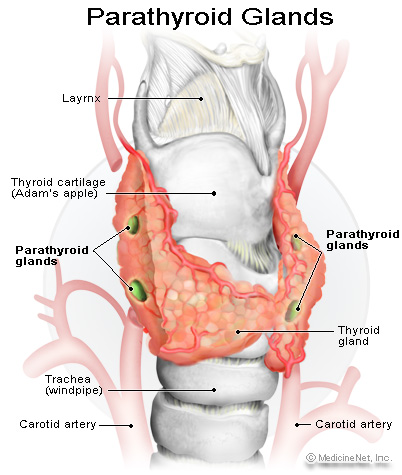 Parathyroid Glands
Layrnx
Thyroid cartilage
(Adam's apple)
Parathyroid
glands
Parathyroid
glands
Thyroid
gland
Trachea
(windpipe)
Carotid artery
Carotid artery
© MedicineNet, Inc.